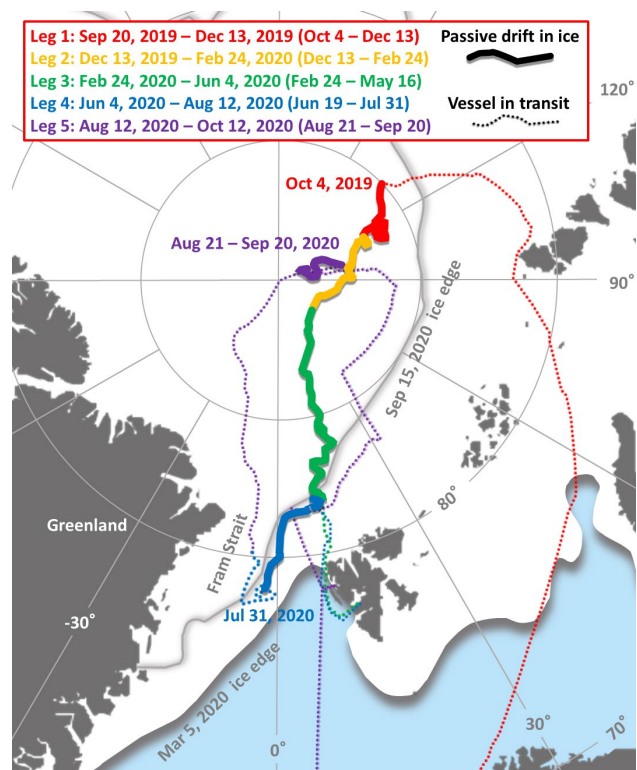 Leg 1: Sep 20, 2019 – Dec 13, 2019 (Oct 4 – Dec 13)
Leg 2: Dec 13, 2019 – Feb 24, 2020 (Dec 13 – Feb 24)
Leg 3: Feb 24, 2020 – Jun 4, 2020 (Feb 24 – May 16)
Leg 4: Jun 4, 2020 – Aug 12, 2020 (Jun 19 – Jul 31)
Leg 5: Aug 12, 2020 – Oct 12, 2020 (Aug 21 – Sep 20)
Passive drift in ice
Vessel in transit
120°
Oct 4, 2019
Aug 21 – Sep 20, 2020
90°
Sep 15, 2020 ice edge
80°
Greenland
Fram Strait
-30°
Jul 31, 2020
Mar 5, 2020 ice edge
0°
30°
70°